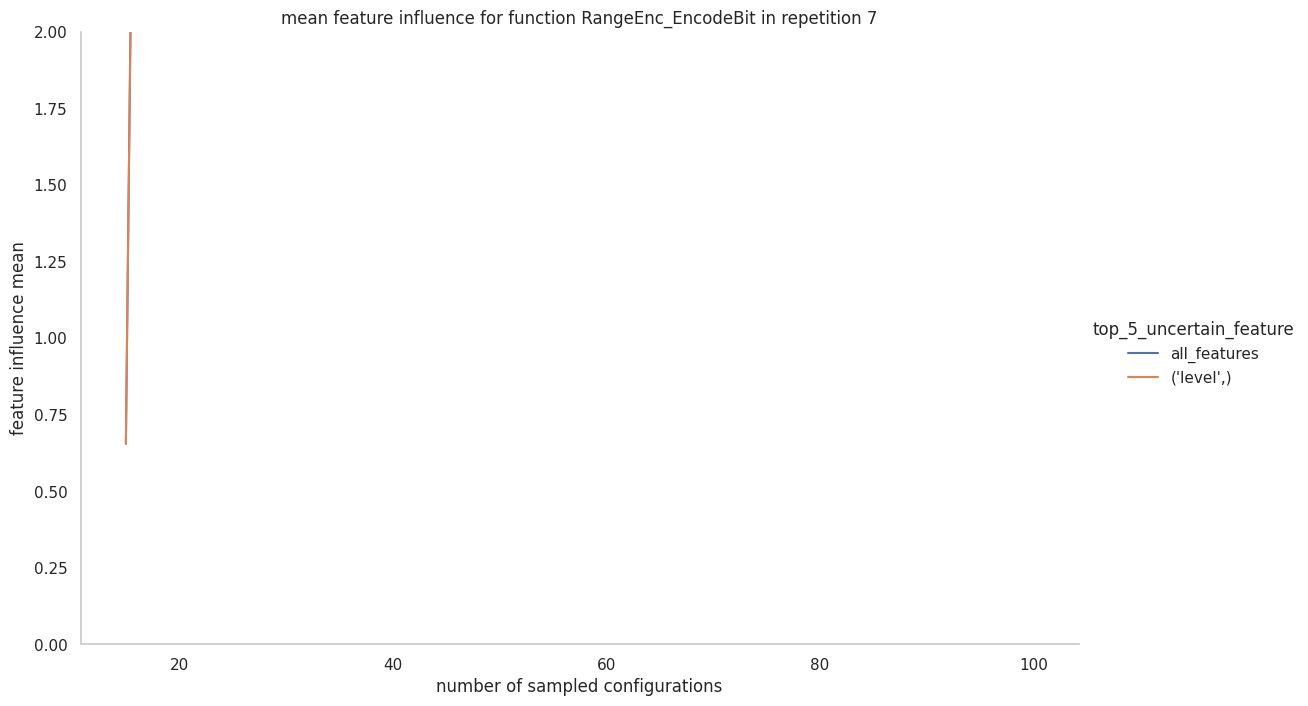 mean feature influence for function RangeEnc_EncodeBit in repetition 7
2.00
1.75
1.50
1.25
1.00
0.75
0.50
0.25
0.00
feature influence mean
20 40 60 80 100
number of sampled configurations
top_5_uncertain_feature
all_features
('level',)